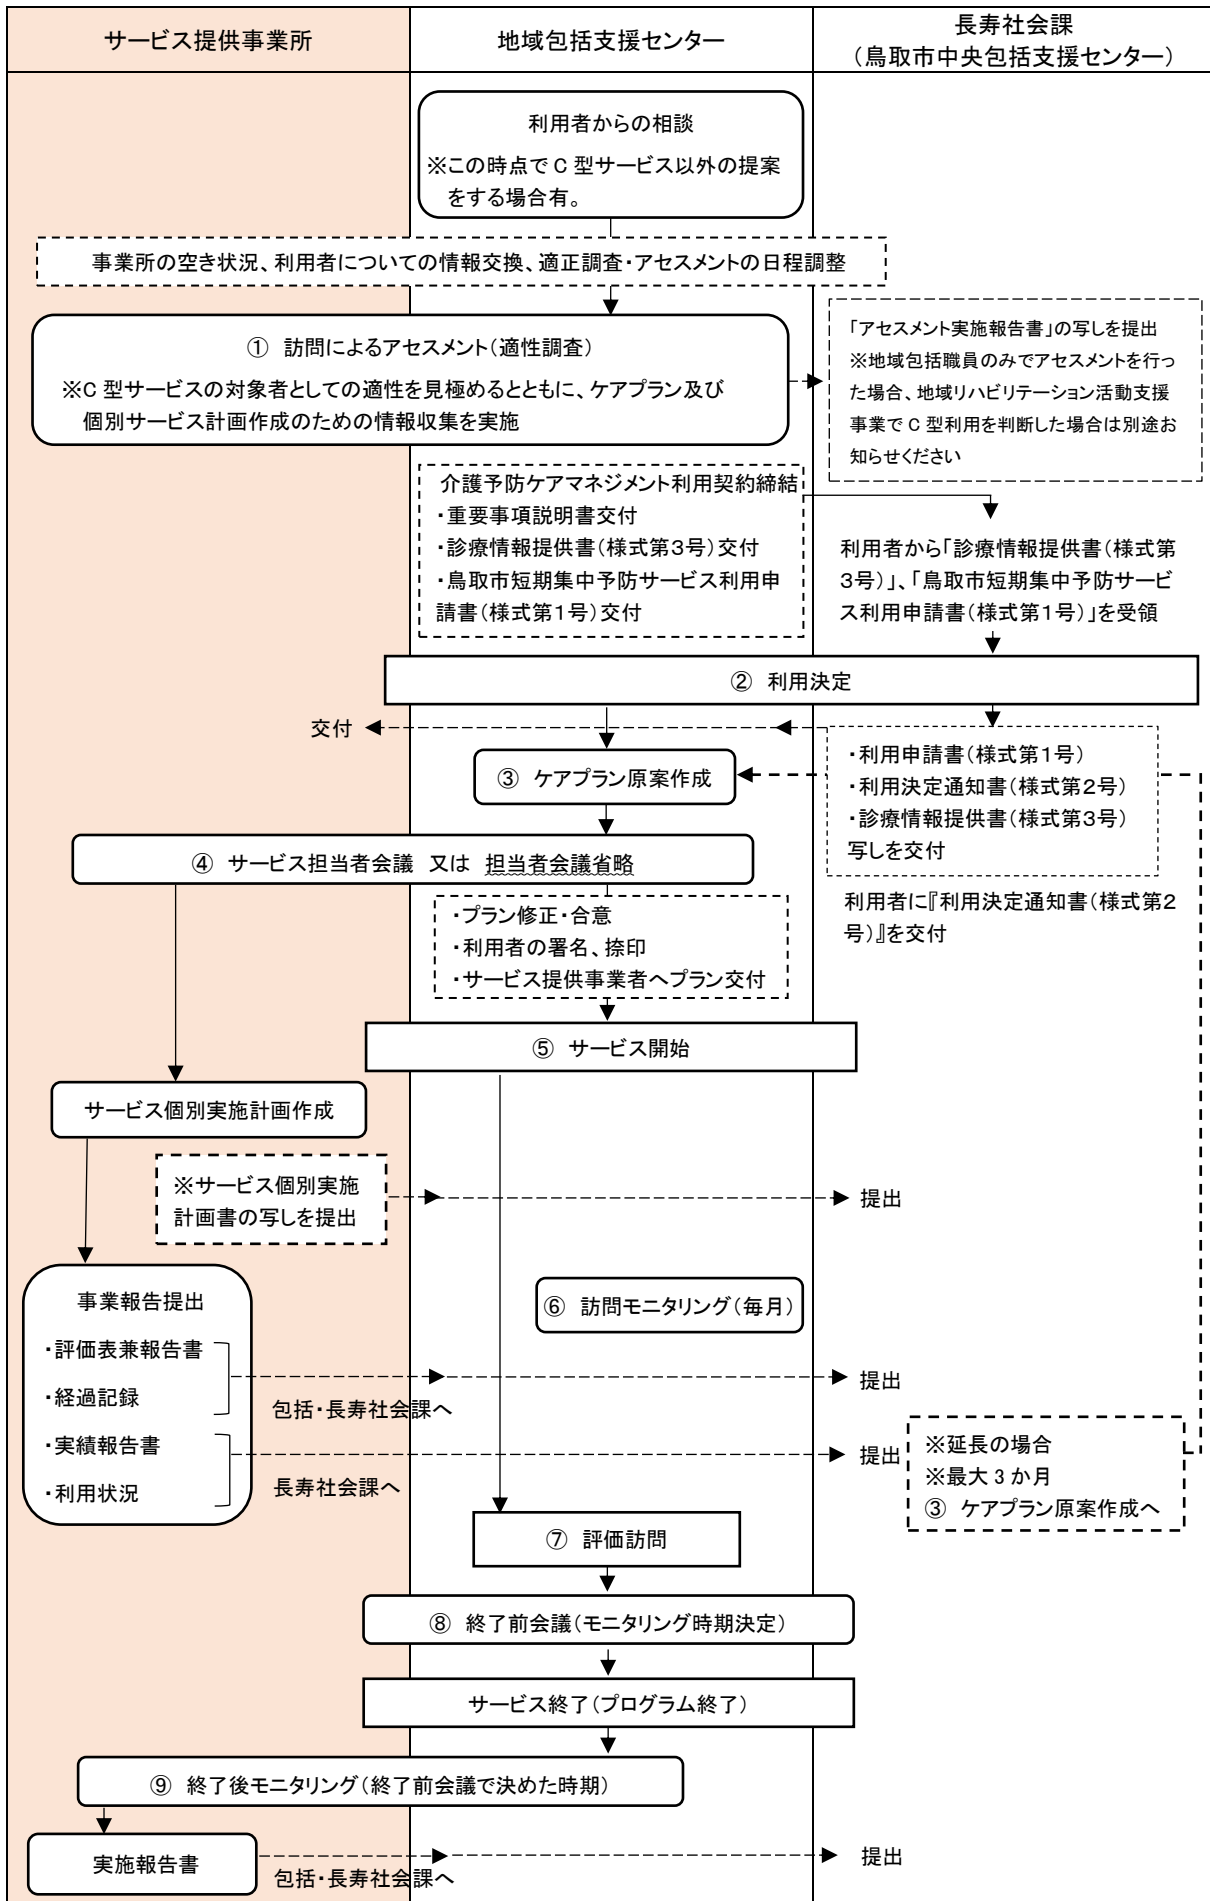 サービス提供事業所
地域包括支援センター
長寿社会課
（鳥取市中央包括支援センター）
利用者からの相談
※この時点でC型サービス以外の提案
をする場合有。
事業所の空き状況、利用者についての情報交換、適正調査・アセスメントの日程調整
① 訪問によるアセスメント（適性調査）
※C型サービスの対象者としての適性を見極めるとともに、ケアプラン及び
個別サービス計画作成のための情報収集を実施
「アセスメント実施報告書」の写しを提出
※地域包括職員のみでアセスメントを行っ
た場合、地域リハビリテーション活動支援
事業でC型利用を判断した場合は別途お
知らせください
介護予防ケアマネジメント利用契約締結
・重要事項説明書交付
・診療情報提供書（様式第３号）交付
・鳥取市短期集中予防サービス利用申
請書（様式第１号）交付
利用者から「診療情報提供書（様式第
３号）」、「鳥取市短期集中予防サービ
ス利用申請書（様式第１号）」を受領
② 利用決定
交付
③ ケアプラン原案作成
・利用申請書（様式第１号）
・利用決定通知書（様式第２号）
・診療情報提供書（様式第３号）
写しを交付
④ サービス担当者会議 又は 担当者会議省略
利用者に『利用決定通知書（様式第２
号）』を交付
・プラン修正・合意
・利用者の署名、捺印
・サービス提供事業者へプラン交付
⑤ サービス開始
サービス個別実施計画作成
※サービス個別実施
計画書の写しを提出
提出
事業報告提出
・評価表兼報告書
・経過記録
・実績報告書
・利用状況
⑥ 訪問モニタリング（毎月）
提出
包括・長寿社会課へ
提出
長寿社会課へ
※延長の場合
※最大3か月
③ ケアプラン原案作成へ
⑦ 評価訪問
⑧ 終了前会議（モニタリング時期決定）
サービス終了（プログラム終了）
⑨ 終了後モニタリング（終了前会議で決めた時期）
実施報告書
包括・長寿社会課へ
提出